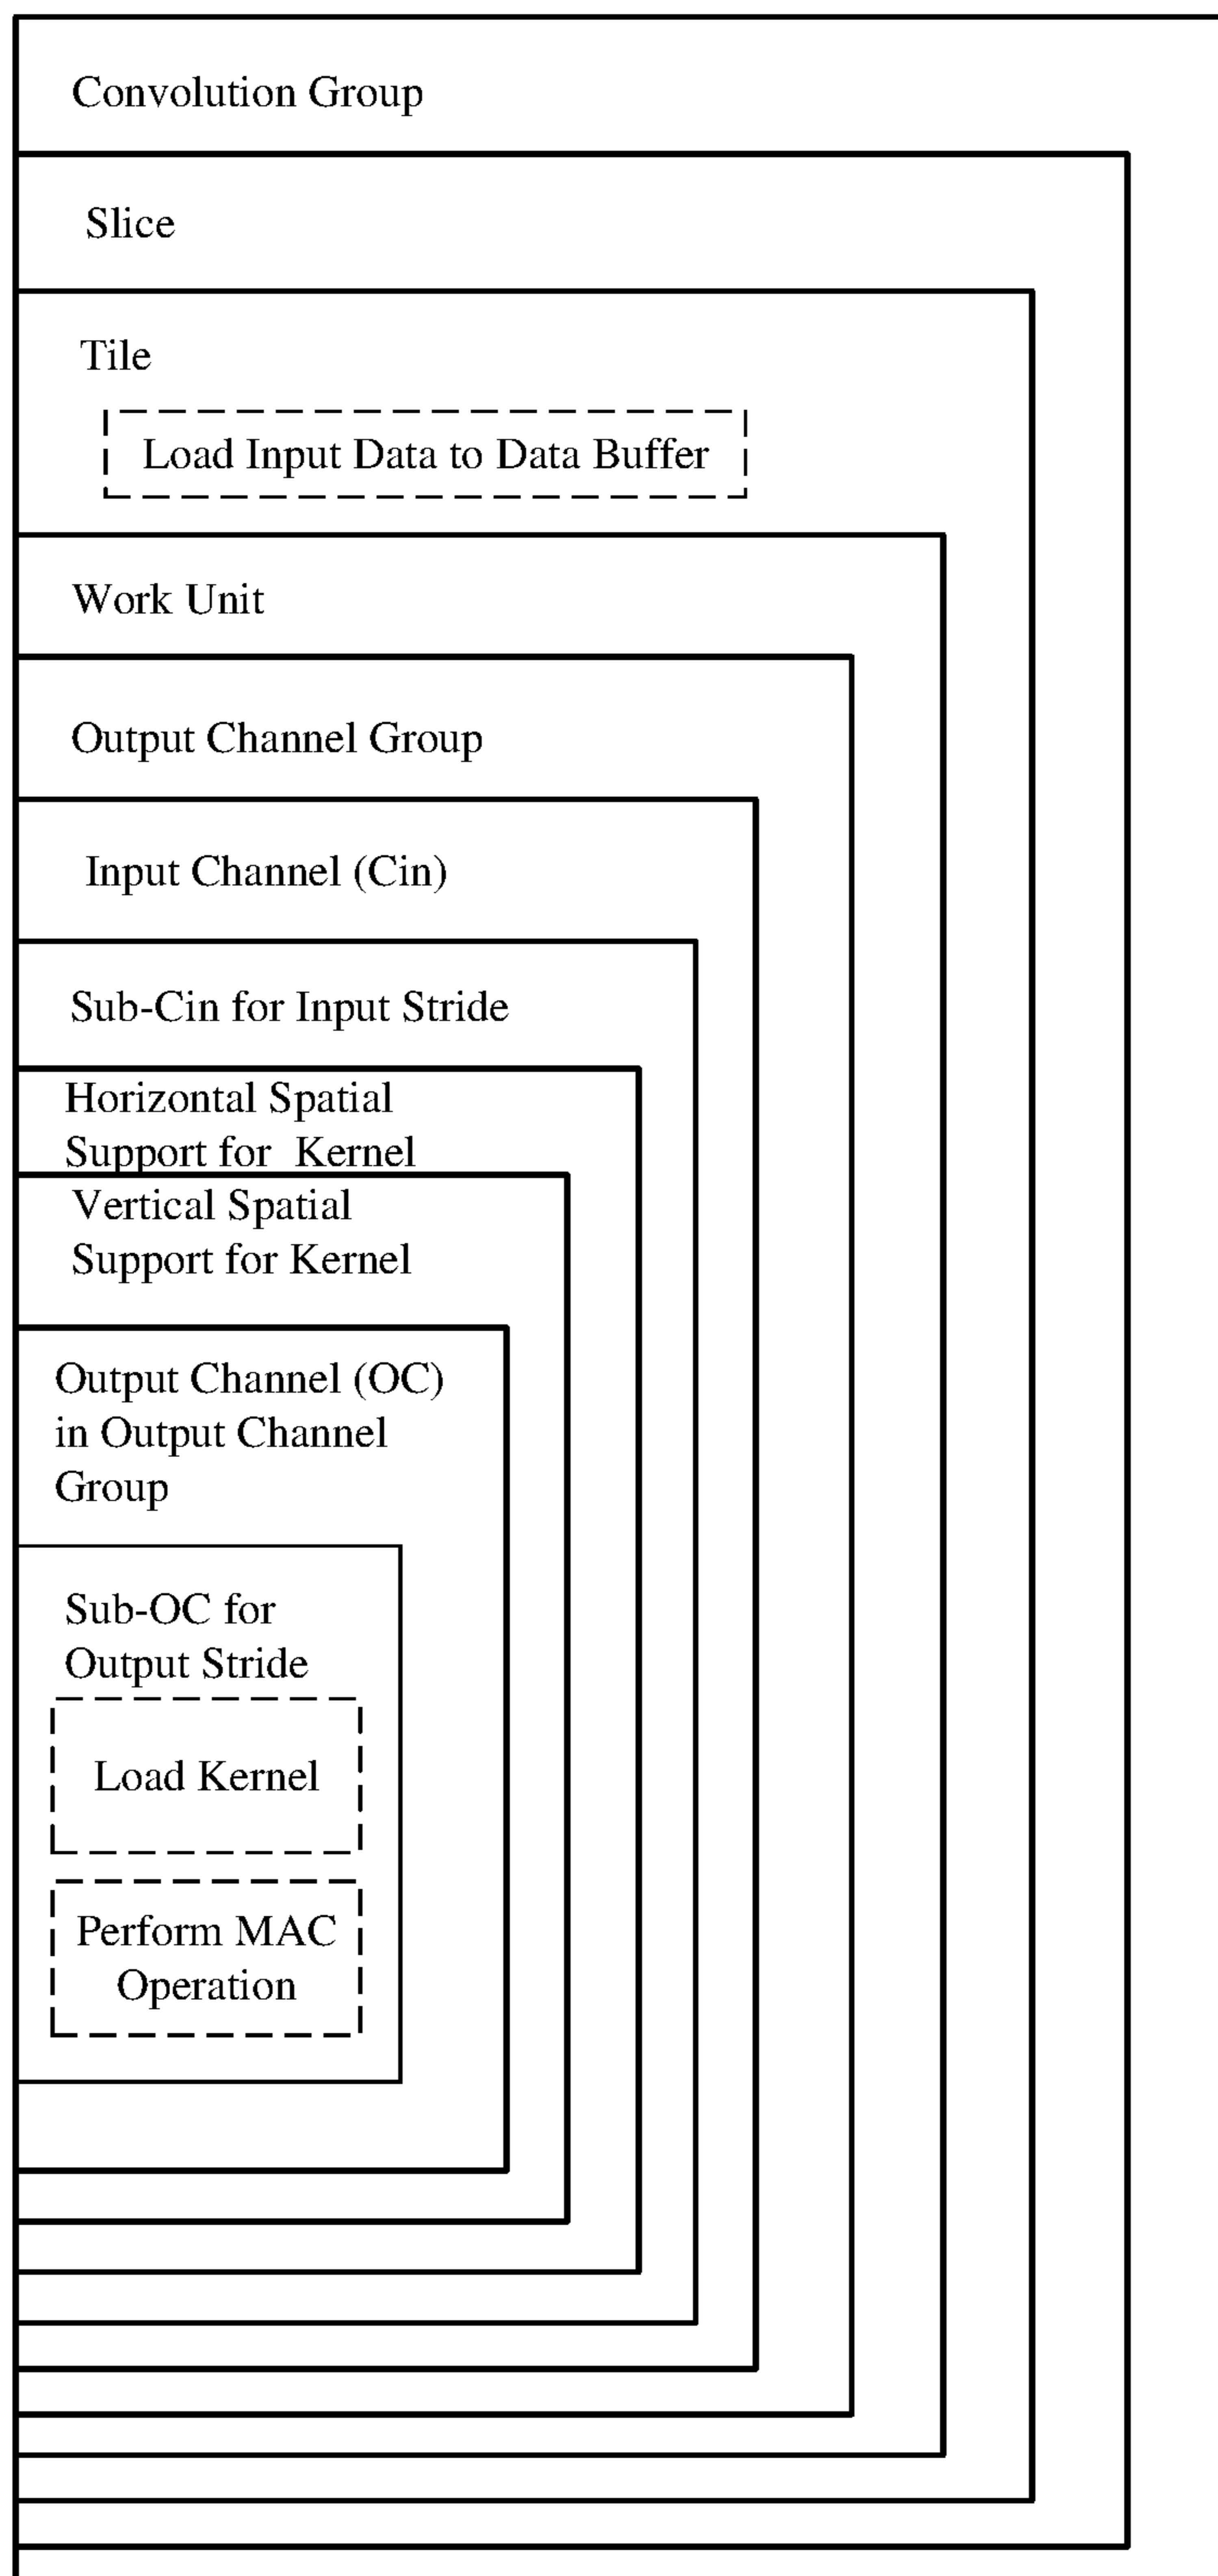 Convolution Group
Slice
Tile
Load Input Data to Data Buffer
Work Unit
Output Channel Group
Input Channel (Cin)
Sub-Cin for Input Stride
Horizontal Spatial
Support for Kernel
Vertical Spatial
Support for Kernel
Output Channel (OC)
in Output Channel
Group
Sub-OC for
Output Stride
Load Kernel
Perform MAC
Operation